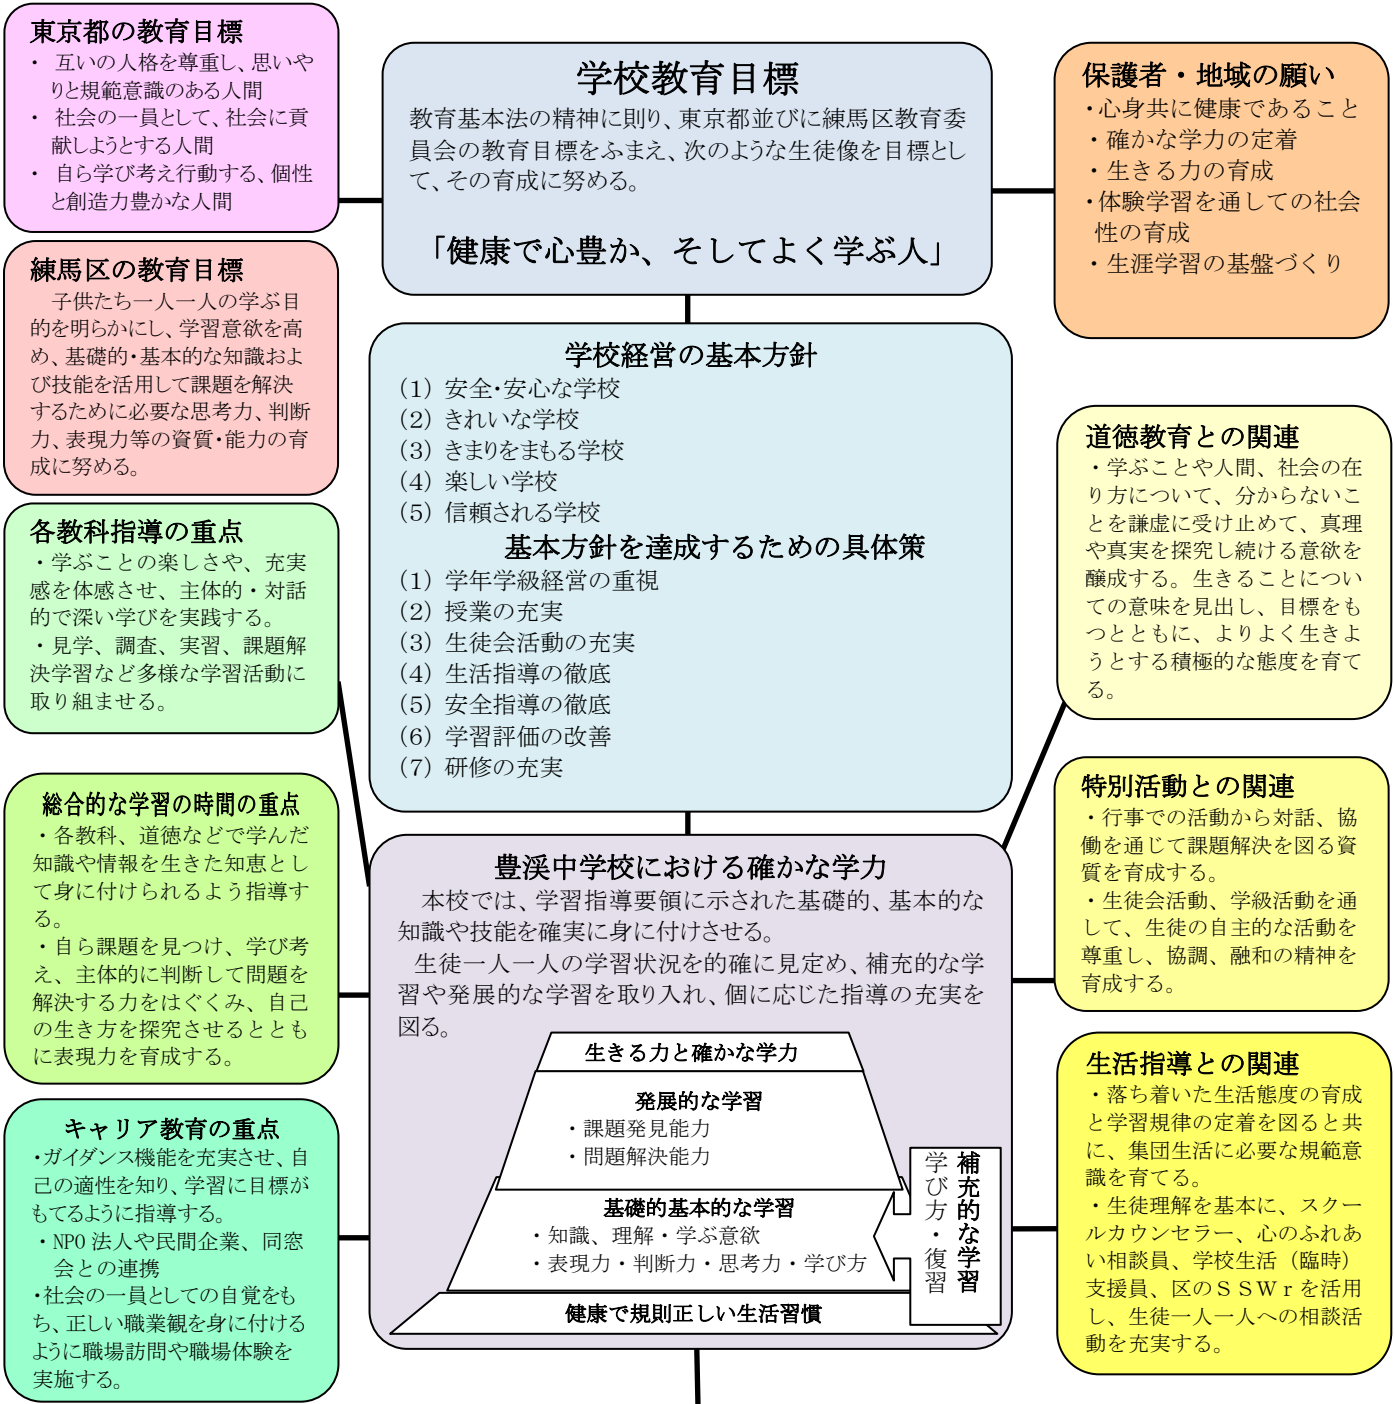 東京都の教育目標
・ 互いの人格を尊重し、思いや
りと規範意識のある人間
・ 社会の一員として、社会に貢
献しようとする人間
・ 自ら学び考え行動する、個性
と創造力豊かな人間
練馬区の教育目標
子供たち一人一人の学ぶ目
的を明らかにし、学習意欲を高
め、基礎的・基本的な知識およ
び技能を活用して課題を解決
するために必要な思考力、判断
力、表現力等の資質・能力の育
成に努める。
各教科指導の重点
・学ぶことの楽しさや、充実
感を体感させ、主体的・対話
的で深い学びを実践する。
・見学、調査、実習、課題解
決学習など多様な学習活動に
取り組ませる。
総合的な学習の時間の重点
・各教科、道徳などで学んだ
知識や情報を生きた知恵とし
て身に付けられるよう指導す
る。
・自ら課題を見つけ、学び考
え、主体的に判断して問題を
解決する力をはぐくみ、自己
の生き方を探究させるととも
に表現力を育成する。
キャリア教育の重点
・ガイダンス機能を充実させ、自
己の適性を知り、学習に目標が
もてるように指導する。
・NPO 法人や民間企業、同窓
会との連携
・社会の一員としての自覚をも
ち、正しい職業観を身に付ける
ように職場訪問や職場体験を
実施する。
学校教育目標
教育基本法の精神に則り、東京都並びに練馬区教育委
員会の教育目標をふまえ、次のような生徒像を目標とし
て、その育成に努める。
「健康で心豊か、そしてよく学ぶ人」
学校経営の基本方針
(1) 安全・安心な学校
(2) きれいな学校
(3) きまりをまもる学校
(4) 楽しい学校
(5) 信頼される学校
基本方針を達成するための具体策
(1) 学年学級経営の重視
(2) 授業の充実
(3) 生徒会活動の充実
(4) 生活指導の徹底
(5) 安全指導の徹底
(6) 学習評価の改善
(7) 研修の充実
豊渓中学校における確かな学力
本校では、学習指導要領に示された基礎的、基本的な
知識や技能を確実に身に付けさせる。
生徒一人一人の学習状況を的確に見定め、補充的な学
習や発展的な学習を取り入れ、個に応じた指導の充実を
図る。
生きる力と確かな学力
発展的な学習
・課題発見能力
・問題解決能力
基礎的基本的な学習
・知識、理解・学ぶ意欲
・表現力・判断力・思考力・学び方
健康で規則正しい生活習慣
補充的な学習
学び方・復習
保護者・地域の願い
・心身共に健康であること
・確かな学力の定着
・生きる力の育成
・体験学習を通しての社会
性の育成
・生涯学習の基盤づくり
道徳教育との関連
・学ぶことや人間、社会の在
り方について、分からないこ
とを謙虚に受け止めて、真理
や真実を探究し続ける意欲を
醸成する。生きることについ
ての意味を見出し、目標をも
つとともに、よりよく生きよ
うとする積極的な態度を育て
る。
特別活動との関連
・行事での活動から対話、協
働を通じて課題解決を図る資
質を育成する。
・生徒会活動、学級活動を通
して、生徒の自主的な活動を
尊重し、協調、融和の精神を
育成する。
生活指導との関連
・落ち着いた生活態度の育成
と学習規律の定着を図ると共
に、集団生活に必要な規範意
識を育てる。
・生徒理解を基本に、スクー
ルカウンセラー、心のふれあ
い相談員、学校生活（臨時）
支援員、区のＳＳＷｒを活用
し、生徒一人一人への相談活
動を充実する。